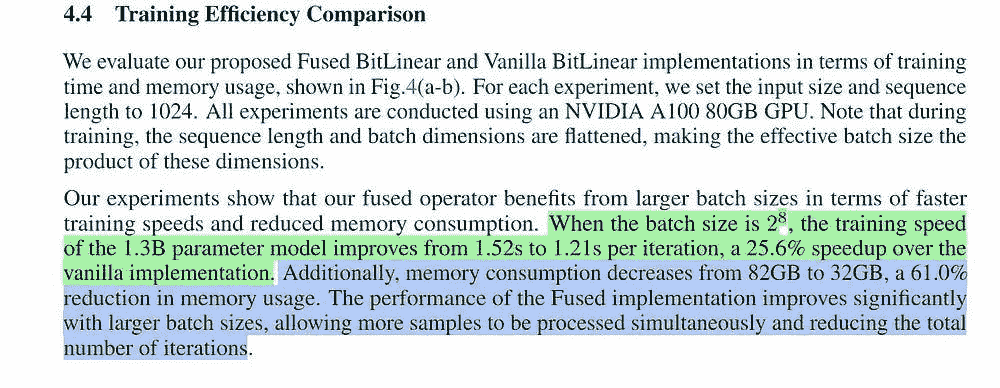 4.4 Training Efficiency Comparison
We evaluate our proposed Fused BitLinear and Vanilla BitLinear implementations in terms of training
time and memory usage, shown in Fig.4(a-b). For each experiment, we set the input size and sequence
length to 1024. All experiments are conducted using an NVIDIA A100 80GB GPU. Note that during
training, the sequence length and batch dimensions are flattened, making the effective batch size the
product of these dimensions.
Our experiments show that our fused operator benefits from larger batch sizes in terms of faster
training speeds and reduced memory consumption. When the batch size is 2⁸, the training speed
of the 1.3B parameter model improves from 1.52s to 1.21s per iteration, a 25.6% speedup over the
vanilla implementation. Additionally, memory consumption decreases from 82GB to 32GB, a 61.0%
reduction in memory usage. The performance of the Fused implementation improves significantly
with larger batch sizes, allowing more samples to be processed simultaneously and reducing the total
number of iterations.